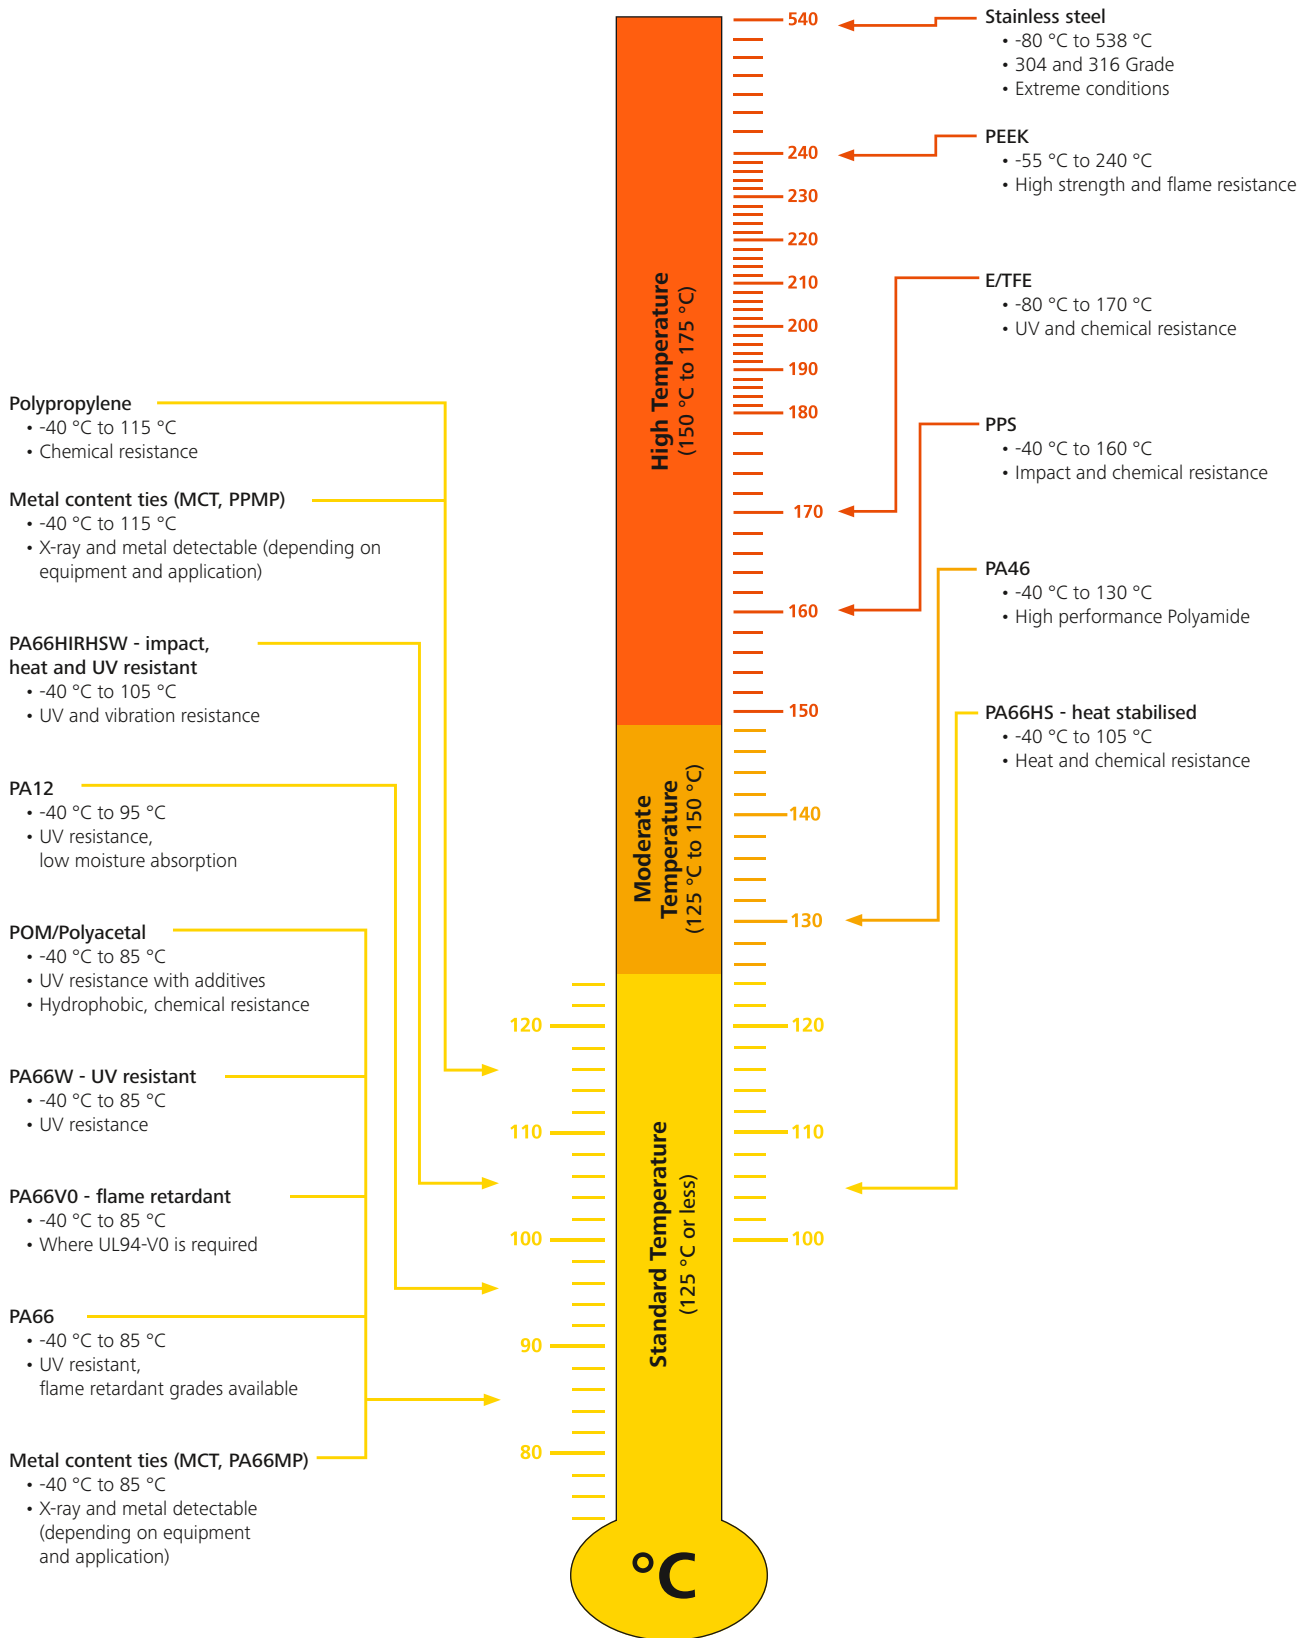 Polypropylene
• -40 °C to 115 °C
• Chemical resistance
Metal content ties (MCT, PPMP)
• -40 °C to 115 °C
• X-ray and metal detectable (depending on
equipment and application)
PA66HIRHSW - impact,
heat and UV resistant
• -40 °C to 105 °C
• UV and vibration resistance
PA12
• -40 °C to 95 °C
• UV resistance,
low moisture absorption
POM/Polyacetal
• -40 °C to 85 °C
• UV resistance with additives
• Hydrophobic, chemical resistance
PA66W - UV resistant
• -40 °C to 85 °C
• UV resistance
PA66V0 - flame retardant
• -40 °C to 85 °C
• Where UL94-V0 is required
PA66
• -40 °C to 85 °C
• UV resistant,
flame retardant grades available
Metal content ties (MCT, PA66MP)
• -40 °C to 85 °C
• X-ray and metal detectable
(depending on equipment
and application)
120
110
100
90
80
High Temperature
(150 °C to 175 °C)
Moderate
Temperature
(125 °C to 150 °C)
Standard Temperature
(125 °C or less)
°C
540
240
230
220
210
200
190
180
170
160
150
140
130
120
110
100
Stainless steel
• -80 °C to 538 °C
• 304 and 316 Grade
• Extreme conditions
PEEK
• -55 °C to 240 °C
• High strength and flame resistance
E/TFE
• -80 °C to 170 °C
• UV and chemical resistance
PPS
• -40 °C to 160 °C
• Impact and chemical resistance
PA46
• -40 °C to 130 °C
• High performance Polyamide
PA66HS - heat stabilised
• -40 °C to 105 °C
• Heat and chemical resistance